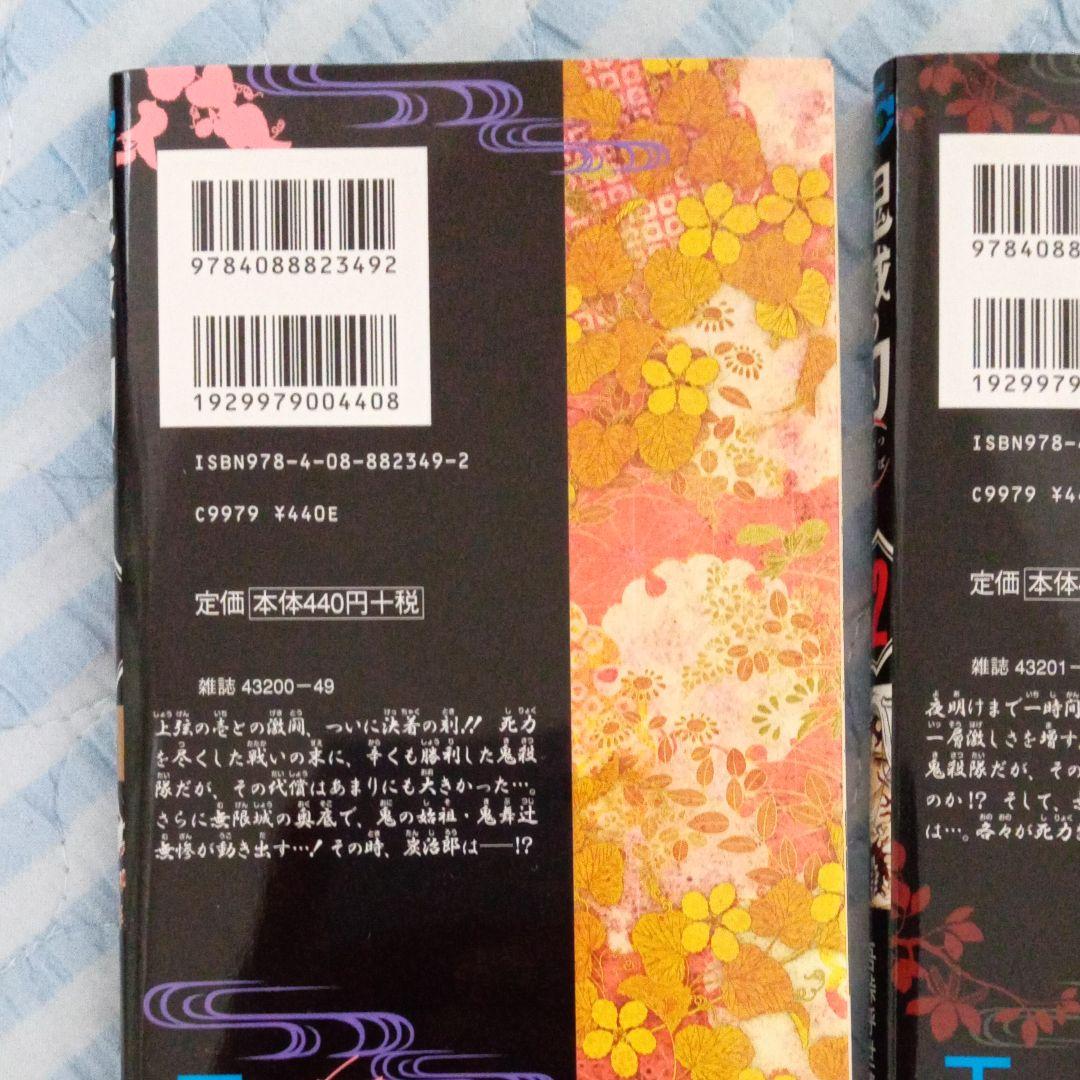 9784088823492
1929979004408
ISBN978-4-08-882349-2
C9979 ¥440E
定価 本体440円+税
雑誌 43200-49
上弦の壱との激闘、ついに決着の刻!! 死力
を尽くした戦いの末に、辛くも勝利した鬼殺
隊だが、その代償はあまりにも大きかった…。
さらに無限城の奥底で、鬼の始祖・鬼舞辻
無惨が動き出す…! その時、炭治郎は──!?
鬼滅の刃
2
978408
192997
ISBN978-
C9979 ¥4
定価 本体
雑誌 43201-
夜明けまで一時間
一層激しさを増す
鬼殺隊だが、その
のか!? そして、
は…。各々が死力